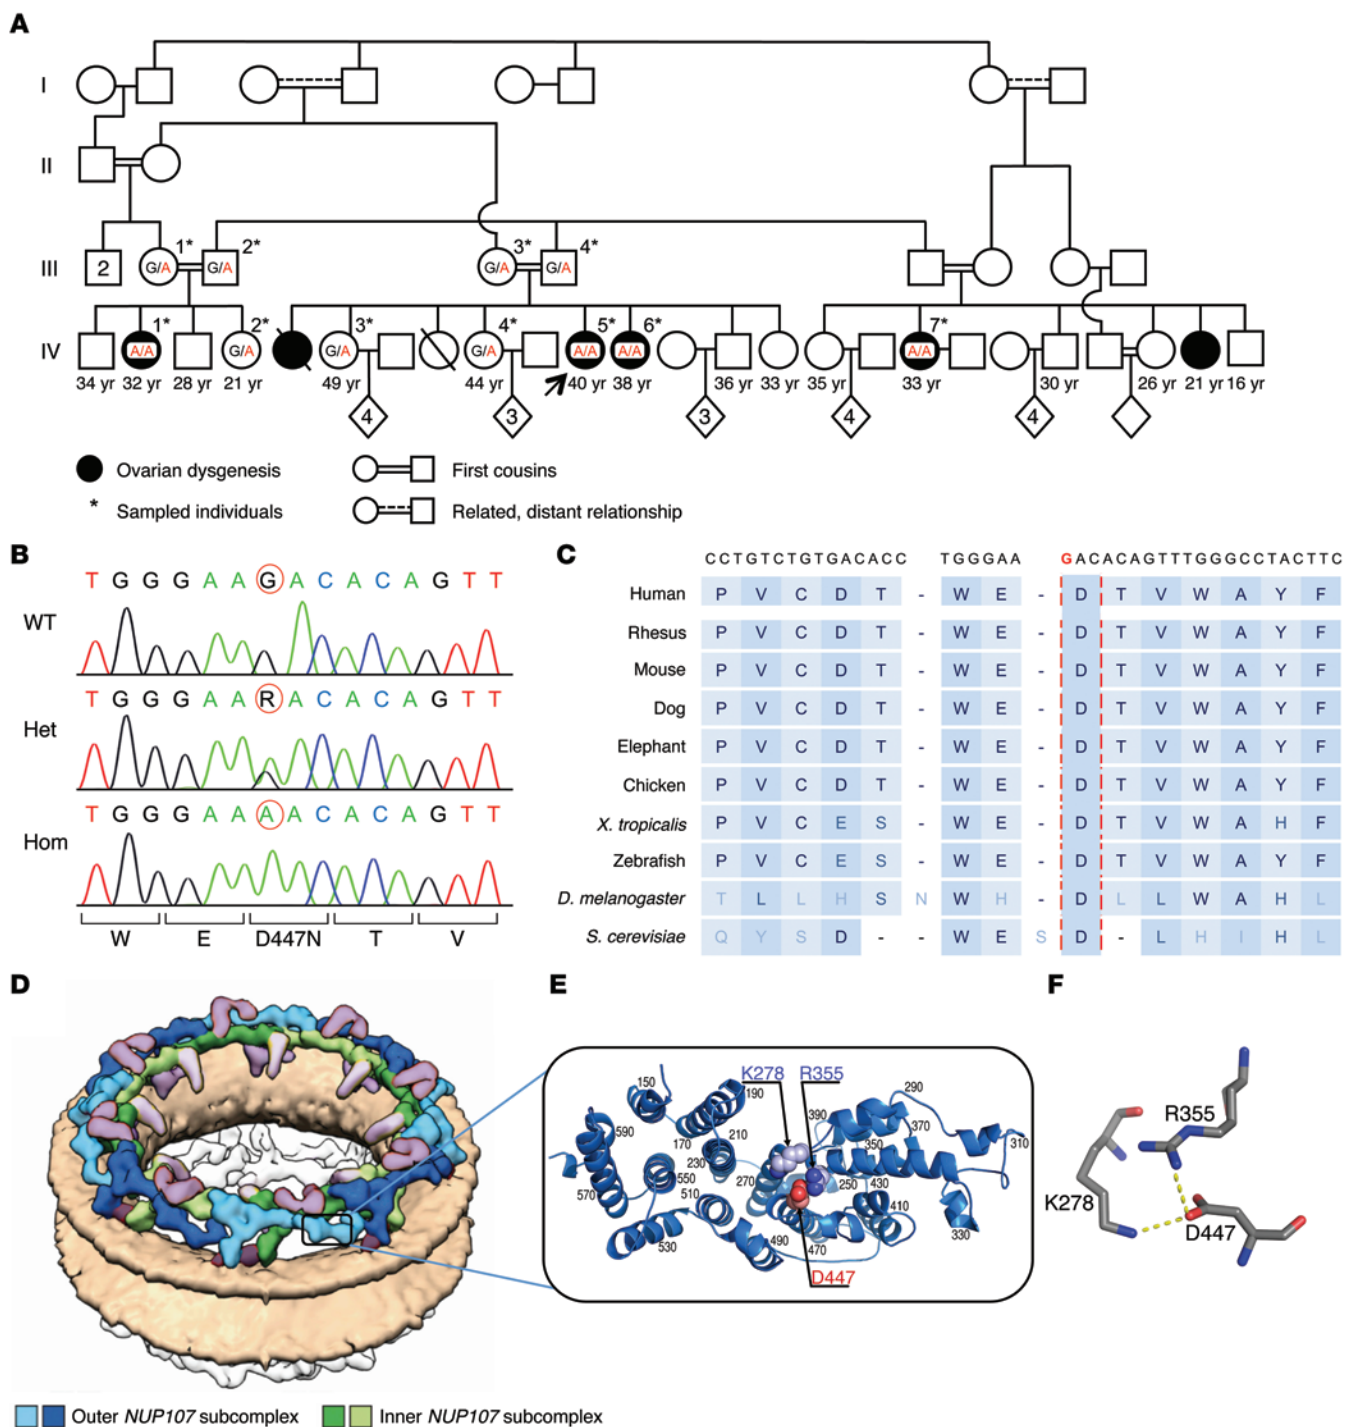 A
I
II
III
IV
1* 2* 3* 4*
2 G/A G/A G/A G/A
1* 2* 3* 4* 5* 6* 7*
A/A G/A G/A G/A A/A A/A A/A
34 yr 32 yr 28 yr 21 yr 49 yr 44 yr 40 yr 38 yr 36 yr 33 yr 35 yr 33 yr 30 yr 26 yr 21 yr 16 yr
4 3 3 4 4
Ovarian dysgenesis
First cousins
* Sampled individuals
Related, distant relationship
B
T G G G A A G A C A C A G T T
WT
T G G G A A R A C A C A G T T
Het
T G G G A A A A C A C A G T T
Hom
W E D447N T V
C
CCTGTCTGTGACACC TGGGAA GACACAGTTTGGGCCTACTTC
Human P V C D T - W E - D T V W A Y F
Rhesus P V C D T - W E - D T V W A Y F
Mouse P V C D T - W E - D T V W A Y F
Dog P V C D T - W E - D T V W A Y F
Elephant P V C D T - W E - D T V W A Y F
Chicken P V C D T - W E - D T V W A Y F
X. tropicalis P V C E S - W E - D T V W A H F
Zebrafish P V C E S - W E - D T V W A Y F
D. melanogaster T L L H S N W H - D L L W A H L
S. cerevisiae Q Y S D - - W E S D - L H I H L
D
Outer NUP107 subcomplex
Inner NUP107 subcomplex
E
K278 R355
150 190 290
590 390 370 310
170 210 350
230
550 270 250 430
570 510 410
330
530 490 470
D447
F
R355
K278
D447